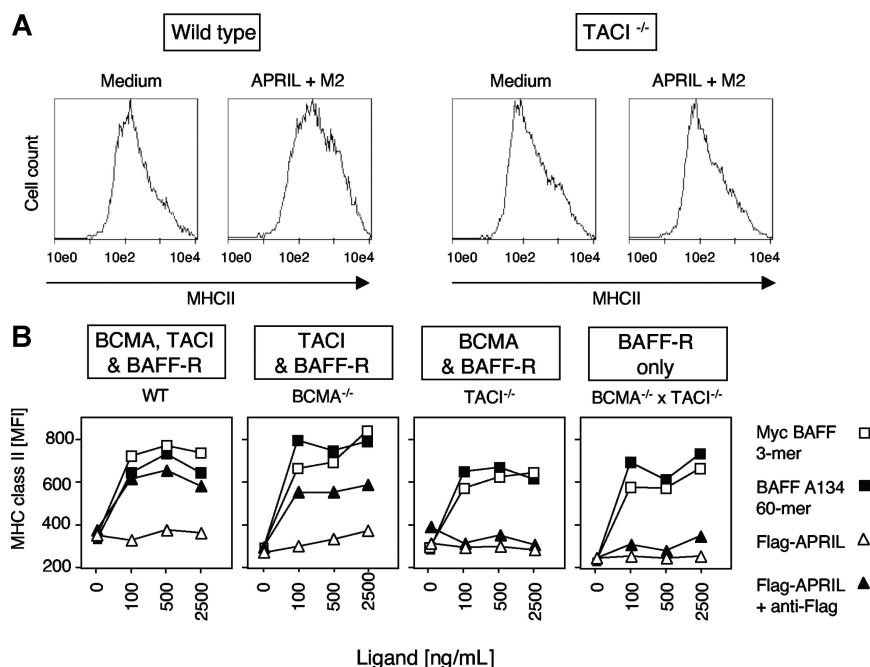 A
Wild type
TACI -/-
Medium
APRIL + M2
Medium
APRIL + M2
Cell count
10e0 10e2 10e4
10e0 10e2 10e4
10e0 10e2 10e4
10e0 10e2 10e4
MHCII
MHCII
B
BCMA, TACI
& BAFF-R
TACI
& BAFF-R
BCMA
& BAFF-R
BAFF-R
only
WT
BCMA-/-
TACI-/-
BCMA-/- x TACI-/-
MHC class II [MFI]
800
600
400
200
0 100 500 2500
0 100 500 2500
0 100 500 2500
0 100 500 2500
Ligand [ng/mL]
Myc BAFF
3-mer
BAFF A134
60-mer
Flag-APRIL
Flag-APRIL
+ anti-Flag